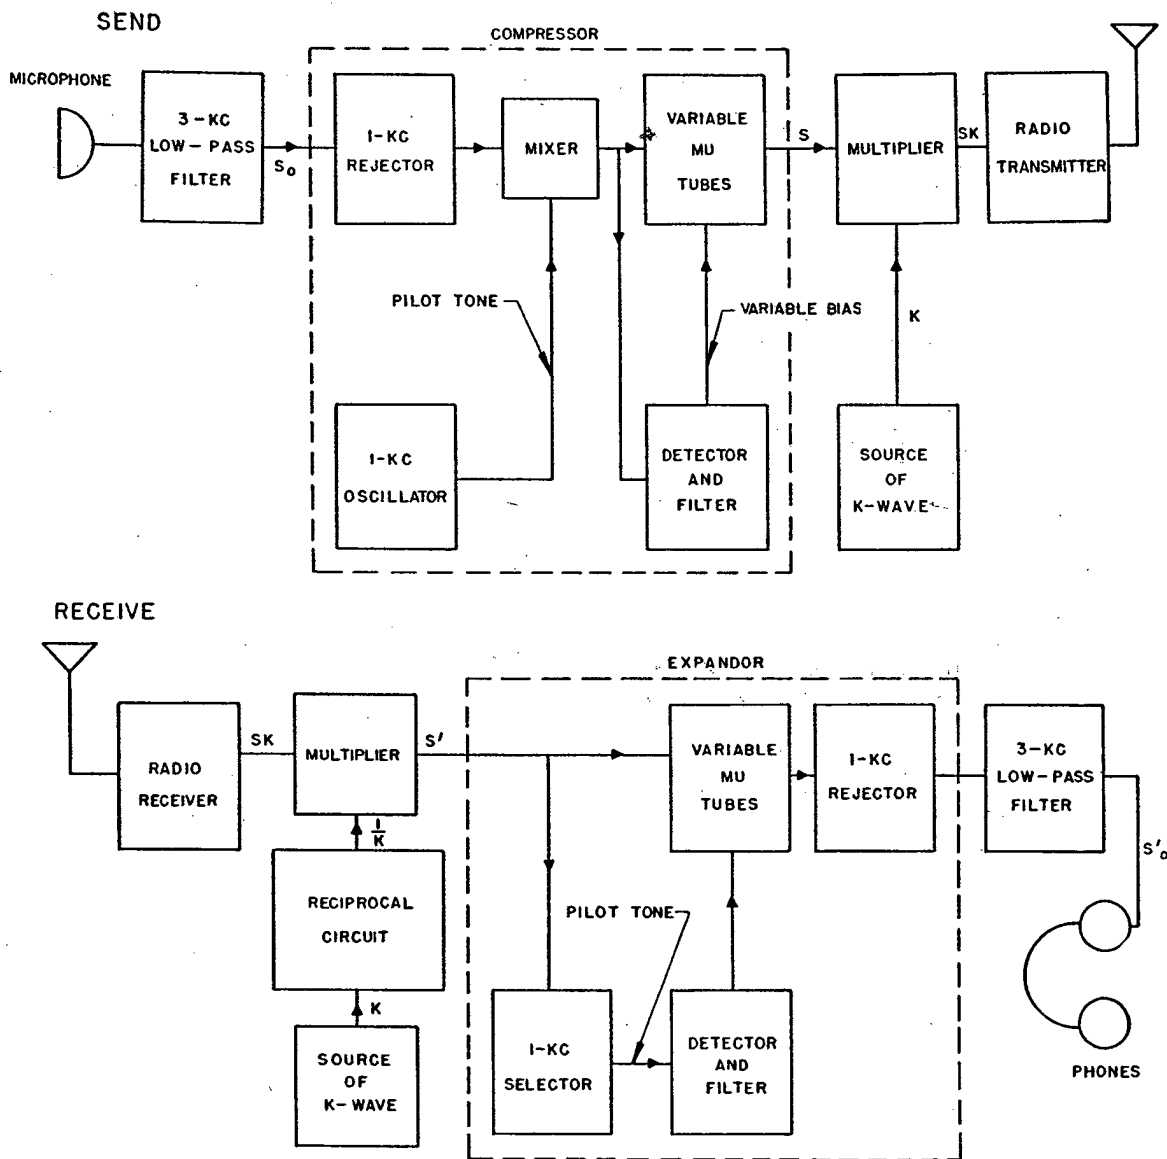 SEND
MICROPHONE
3-KC
LOW-PASS
FILTER
S₀
COMPRESSOR
1-KC
REJECTOR
MIXER
VARIABLE
MU
TUBES
S
MULTIPLIER
SK
RADIO
TRANSMITTER
PILOT TONE
VARIABLE BIAS
K
1-KC
OSCILLATOR
DETECTOR
AND
FILTER
SOURCE
OF
K-WAVE
RECEIVE
RADIO
RECEIVER
SK
MULTIPLIER
S'
1/K
RECIPROCAL
CIRCUIT
K
SOURCE
OF
K-WAVE
EXPANDOR
VARIABLE
MU
TUBES
1-KC
REJECTOR
PILOT TONE
1-KC
SELECTOR
DETECTOR
AND
FILTER
3-KC
LOW-PASS
FILTER
S'₀
PHONES